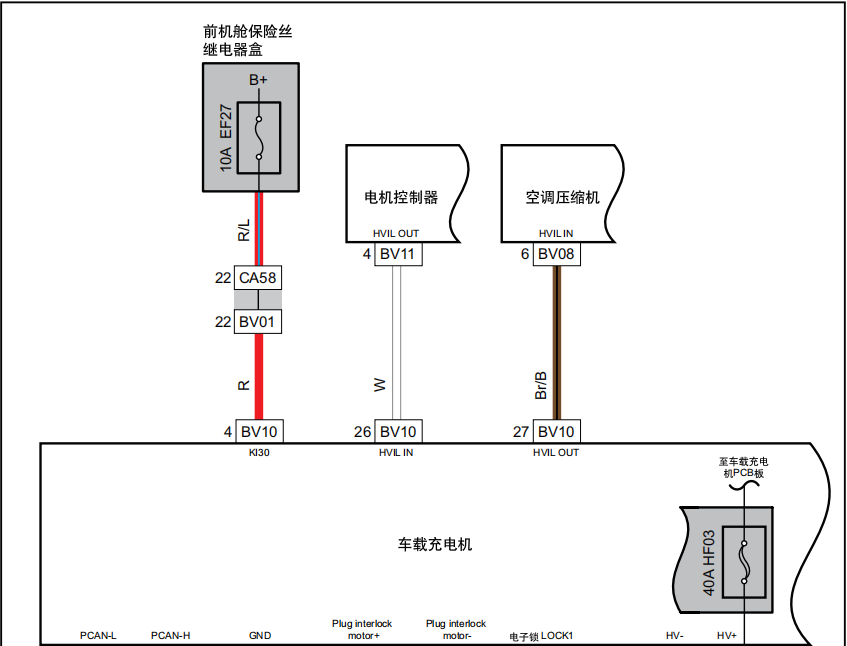 前机舱保险丝
继电器盒
B+
10A EF27
R/L
22 CA58
22 BV01
R
4 BV10
KI30
电机控制器
HVIL OUT
4 BV11
W
26 BV10
HVIL IN
空调压缩机
HVIL IN
6 BV08
Br/B
27 BV10
HVIL OUT
至车载充电
机PCB板
40A HF03
车载充电机
PCAN-L
PCAN-H
GND
Plug interlock
motor+
Plug interlock
motor-
电子锁 LOCK1
HV-
HV+